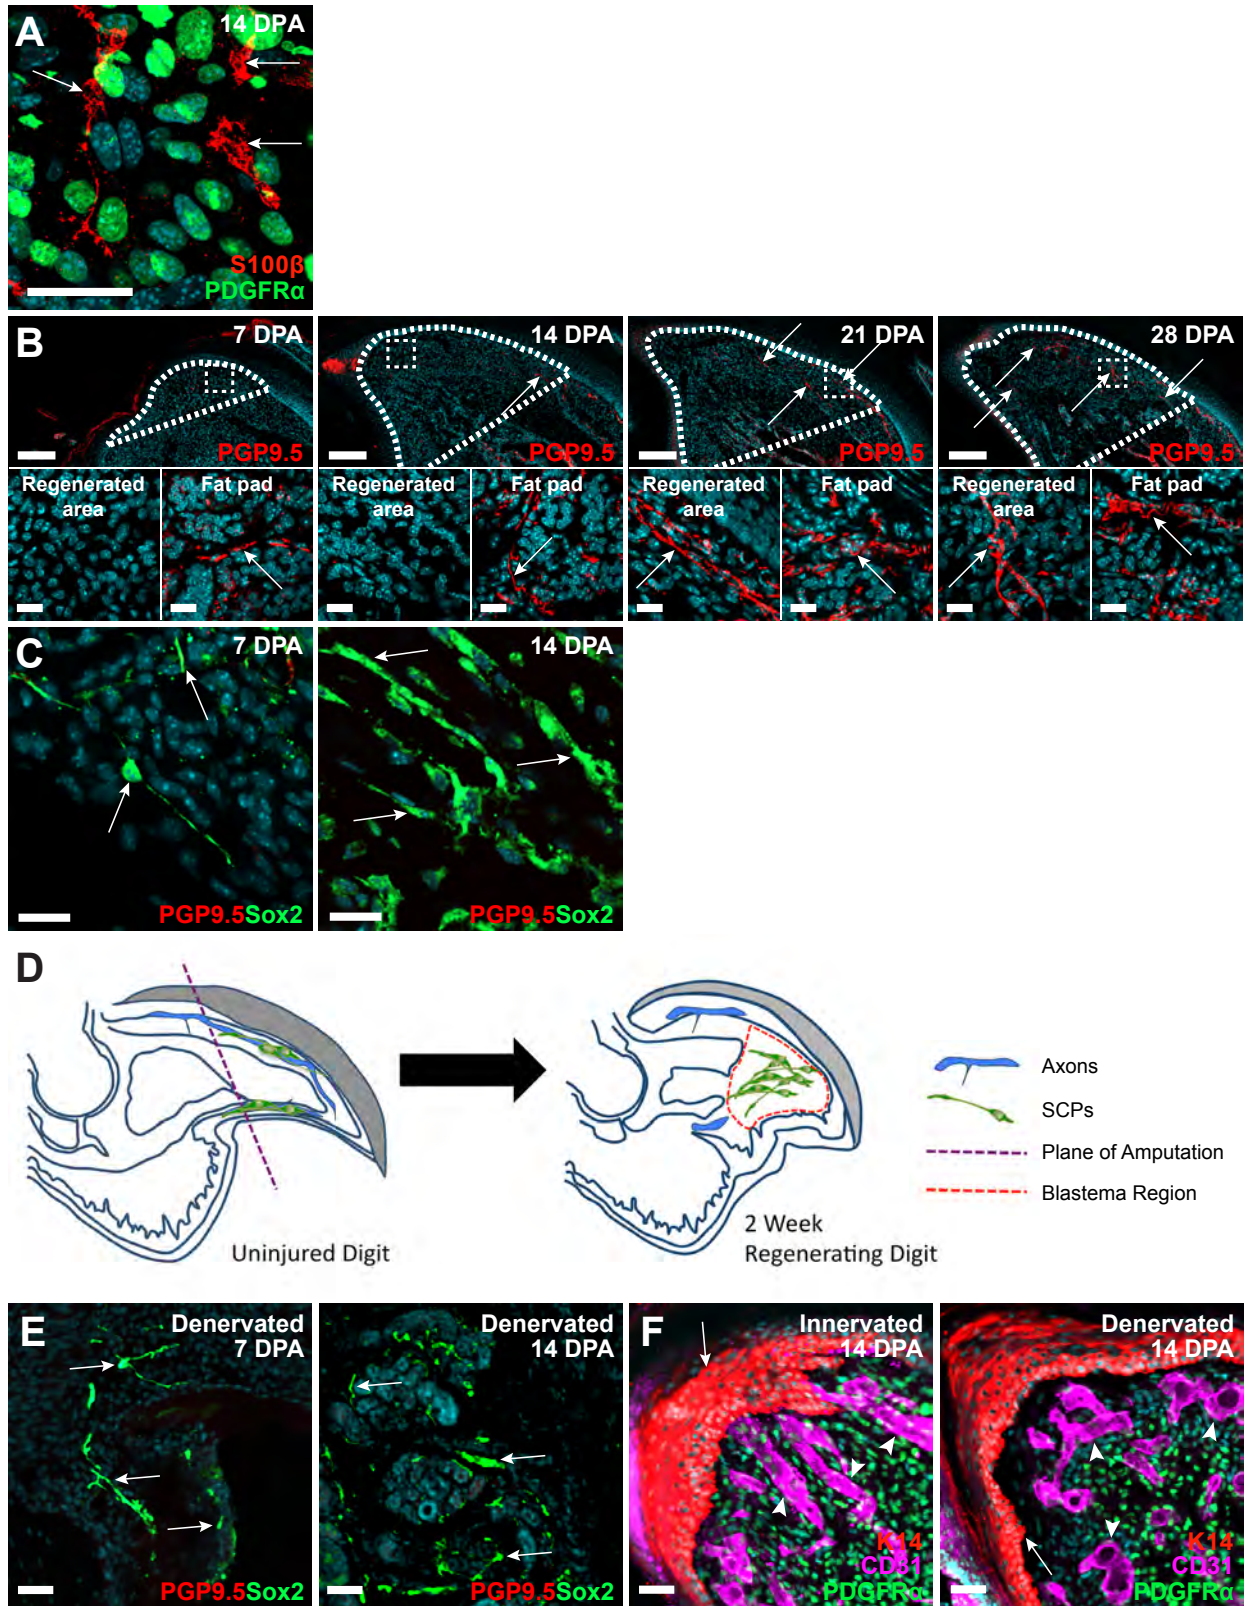 A
14 DPA
S100β
PDGFRα
B
7 DPA
PGP9.5
14 DPA
PGP9.5
21 DPA
PGP9.5
28 DPA
PGP9.5
Regenerated
area
Fat pad
Regenerated
area
Fat pad
Regenerated
area
Fat pad
Regenerated
area
Fat pad
C
7 DPA
PGP9.5Sox2
14 DPA
PGP9.5Sox2
D
Uninjured Digit
2 Week
Regenerating Digit
Axons
SCPs
Plane of Amputation
Blastema Region
E
Denervated
7 DPA
PGP9.5Sox2
Denervated
14 DPA
PGP9.5Sox2
F
Innervated
14 DPA
K14
CD31
PDGFRα
Denervated
14 DPA
K14
CD31
PDGFRα